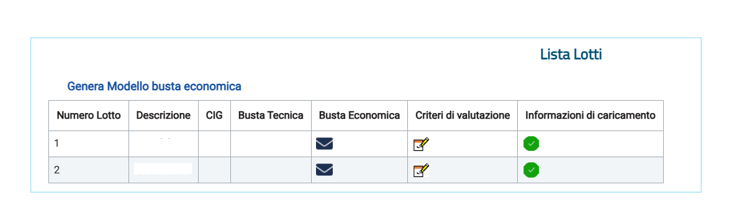 Lista Lotti
Genera Modello busta economica
Numero Lotto Descrizione CIG Busta Tecnica Busta Economica Criteri di valutazione Informazioni di caricamento
1
2